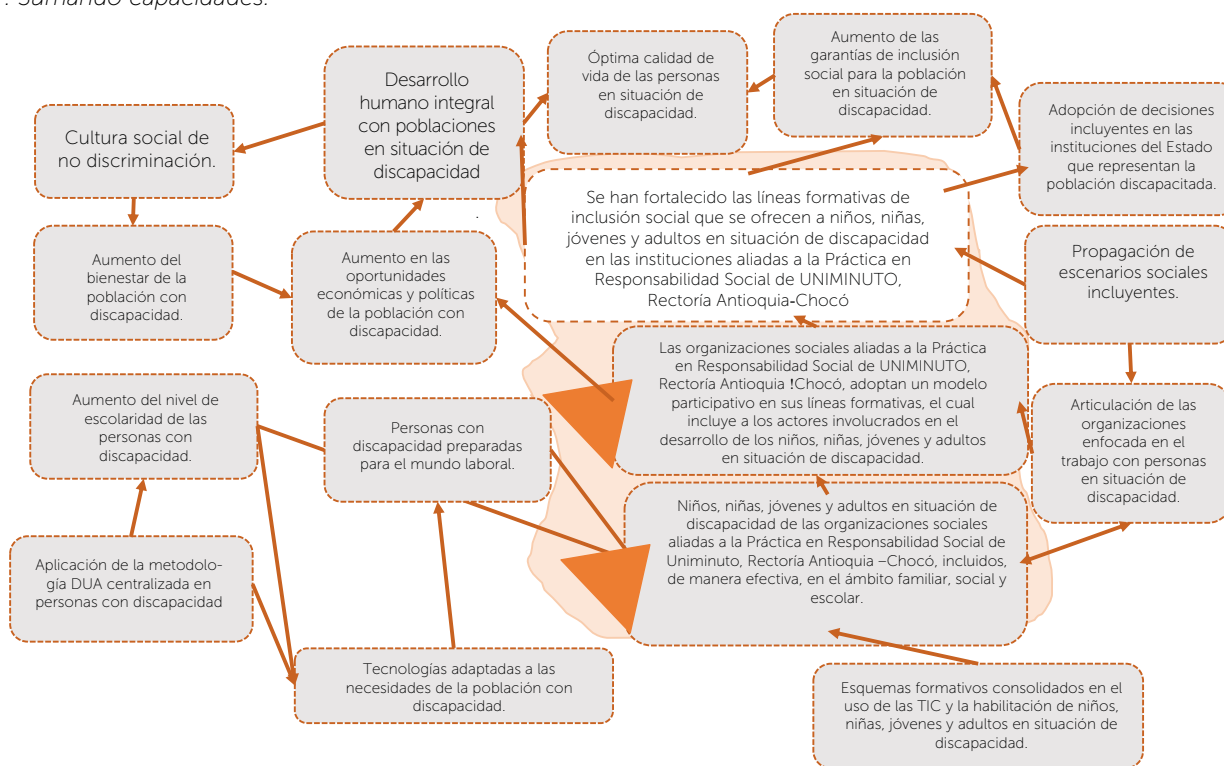 : Sumando capacidades.
Desarrollo
humano integral
con poblaciones
en situación de
discapacidad
Óptima calidad de
vida de las personas
en situación de
discapacidad.
Aumento de las
garantías de inclusión
social para la población
en situación de
discapacidad.
Cultura social de
no discriminación.
Adopción de decisiones
incluyentes en las
instituciones del Estado
que representan la
población discapacitada.
Se han fortalecido las líneas formativas de
inclusión social que se ofrecen a niños, niñas,
jóvenes y adultos en situación de discapacidad
en las instituciones aliadas a la Práctica en
Responsabilidad Social de UNIMINUTO,
Rectoría Antioquia-Chocó
.
Aumento del
bienestar de la
población con
discapacidad.
Aumento en las
oportunidades
económicas y políticas
de la población con
discapacidad.
Propagación de
escenarios sociales
incluyentes.
Las organizaciones sociales aliadas a la Práctica
en Responsabilidad Social de UNIMINUTO,
Rectoría Antioquia !Chocó, adoptan un modelo
participativo en sus líneas formativas, el cual
incluye a los actores involucrados en el
desarrollo de los niños, niñas, jóvenes y adultos
en situación de discapacidad.
Aumento del nivel de
escolaridad de las
personas con
discapacidad.
Personas con
discapacidad preparadas
para el mundo laboral.
Articulación de las
organizaciones
enfocada en el
trabajo con personas
en situación de
discapacidad.
Niños, niñas, jóvenes y adultos en situación de
discapacidad de las organizaciones sociales
aliadas a la Práctica en Responsabilidad Social de
Uniminuto, Rectoría Antioquia –Chocó, incluidos,
de manera efectiva, en el ámbito familiar, social y
escolar.
Aplicación de la metodolo-
gía DUA centralizada en
personas con discapacidad
Tecnologías adaptadas a las
necesidades de la población con
discapacidad.
Esquemas formativos consolidados en el
uso de las TIC y la habilitación de niños,
niñas, jóvenes y adultos en situación de
discapacidad.